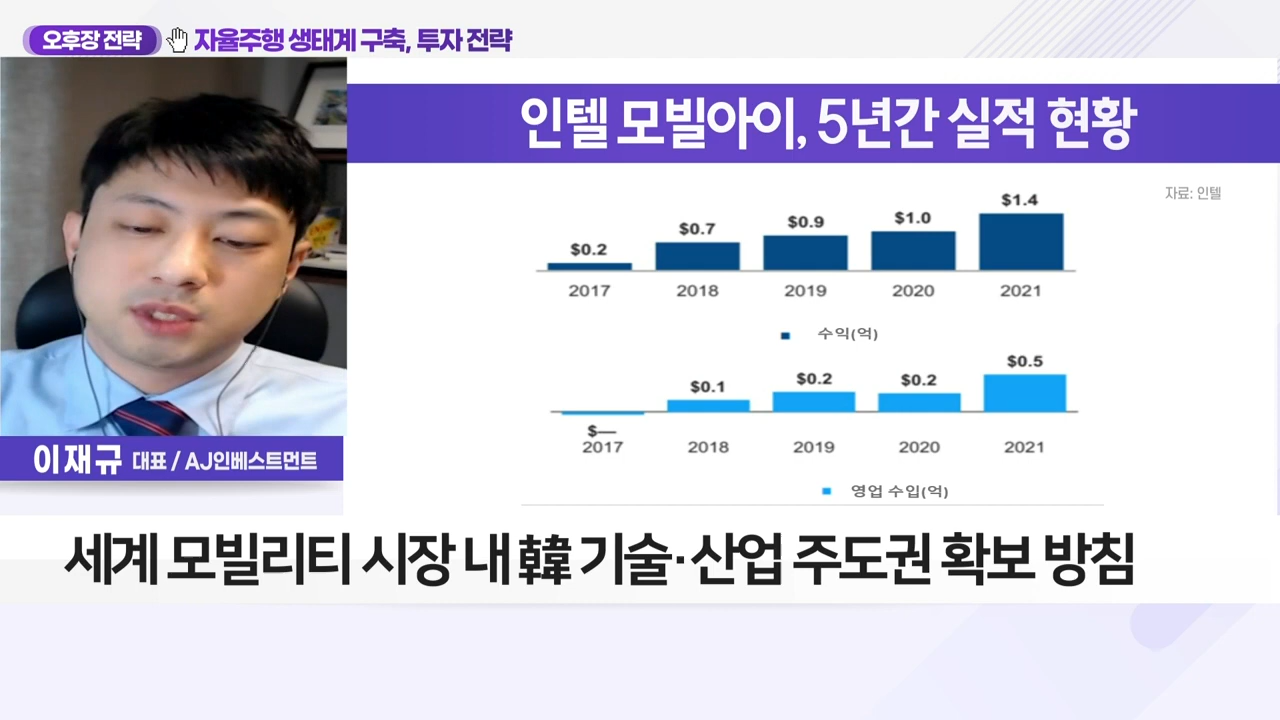 오후장 전략 자율주행 생태계 구축, 투자 전략
인텔 모빌아이, 5년간 실적 현황
자료: 인텔
$0.2 $0.7 $0.9 $1.0 $1.4
2017 2018 2019 2020 2021
수익(억)
$— $0.1 $0.2 $0.2 $0.5
2017 2018 2019 2020 2021
영업 수입(억)
이재규 대표 / AJ인베스트먼트
세계 모빌리티 시장 내 韓 기술·산업 주도권 확보 방침